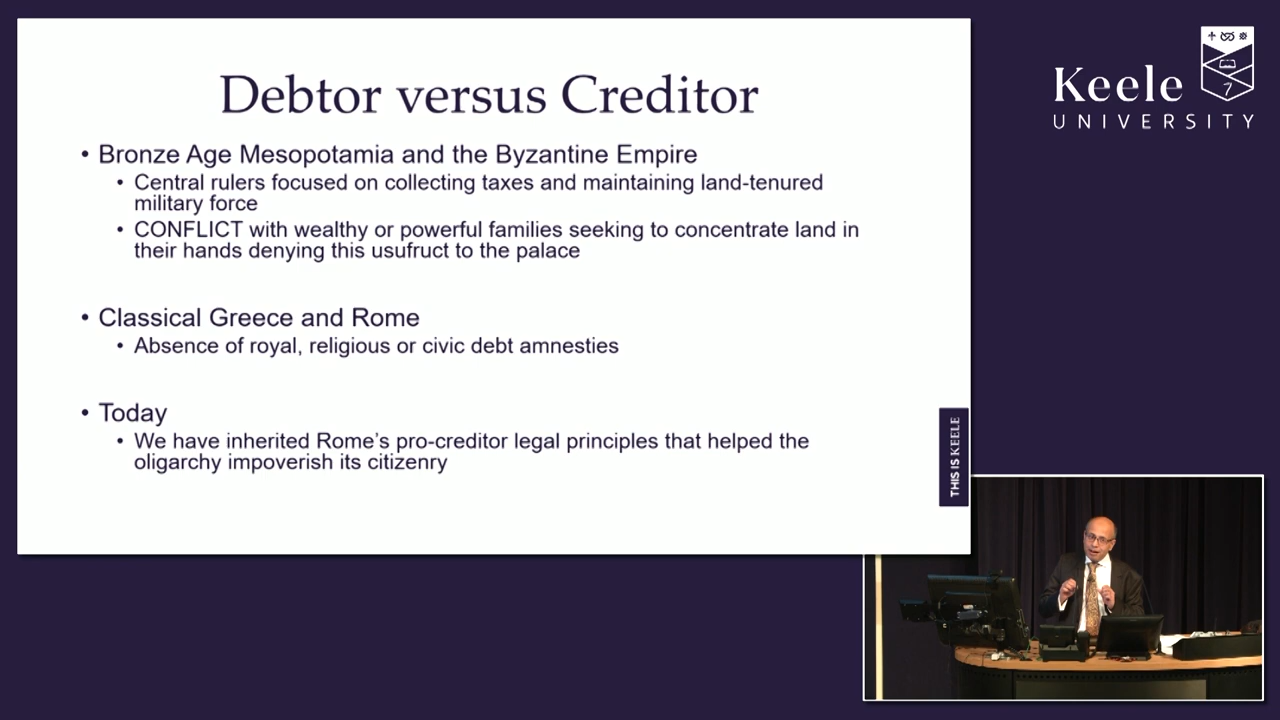 Debtor versus Creditor
• Bronze Age Mesopotamia and the Byzantine Empire
• Central rulers focused on collecting taxes and maintaining land-tenured
military force
• CONFLICT with wealthy or powerful families seeking to concentrate land in
their hands denying this usufruct to the palace
• Classical Greece and Rome
• Absence of royal, religious or civic debt amnesties
• Today
• We have inherited Rome's pro-creditor legal principles that helped the
oligarchy impoverish its citizenry
THIS IS KEELE
Keele
UNIVERSITY